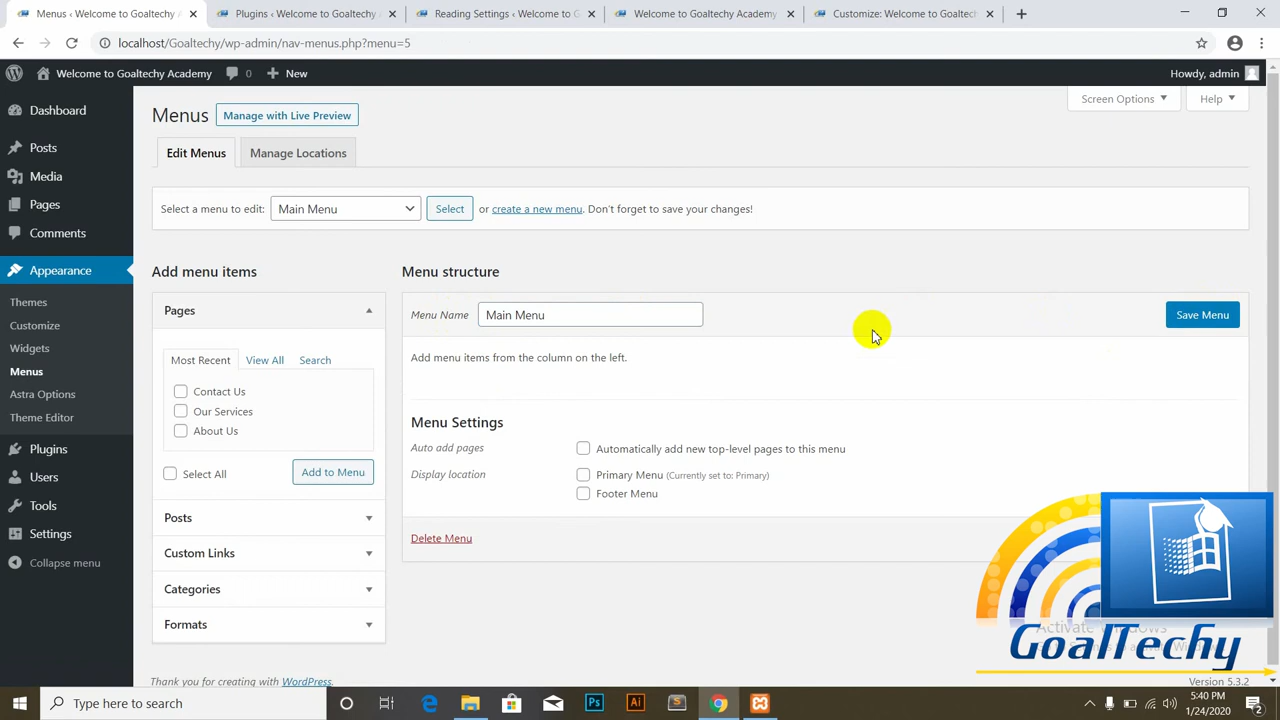 Menus ‹ Welcome to Goaltechy Aca
Plugins ‹ Welcome to Goaltechy A
Reading Settings ‹ Welcome to G
Welcome to Goaltechy Academy
Customize: Welcome to Goaltech
localhost/Goaltechy/wp-admin/nav-menus.php?menu=5
Welcome to Goaltechy Academy 0 New Howdy, admin
Screen Options Help
Menus Manage with Live Preview
Edit Menus Manage Locations
Select a menu to edit: Main Menu Select or create a new menu. Don't forget to save your changes!
Dashboard
Posts
Media
Pages
Comments
Appearance
Themes
Customize
Widgets
Menus
Astra Options
Theme Editor
Plugins
Users
Tools
Settings
Collapse menu
Add menu items
Pages
Most Recent View All Search
Contact Us
Our Services
About Us
Select All Add to Menu
Posts
Custom Links
Categories
Formats
Menu structure
Menu Name Main Menu Save Menu
Add menu items from the column on the left.
Menu Settings
Auto add pages Automatically add new top-level pages to this menu
Display location Primary Menu (Currently set to: Primary)
Footer Menu
Delete Menu
Activate Windows
GoalTechy
Thank you for creating with WordPress.
Version 5.3.2
Type here to search
Ps
Ai
5:40 PM
1/24/2020
2